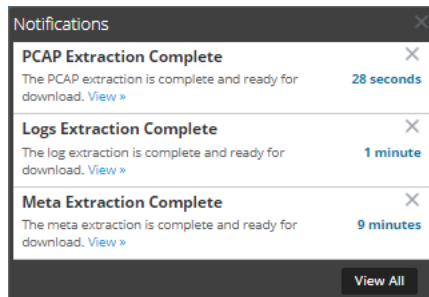 Notifications
PCAP Extraction Complete
The PCAP extraction is complete and ready for
download. View »
28 seconds
Logs Extraction Complete
The log extraction is complete and ready for
download. View »
1 minute
Meta Extraction Complete
The meta extraction is complete and ready for
download. View »
9 minutes
View All